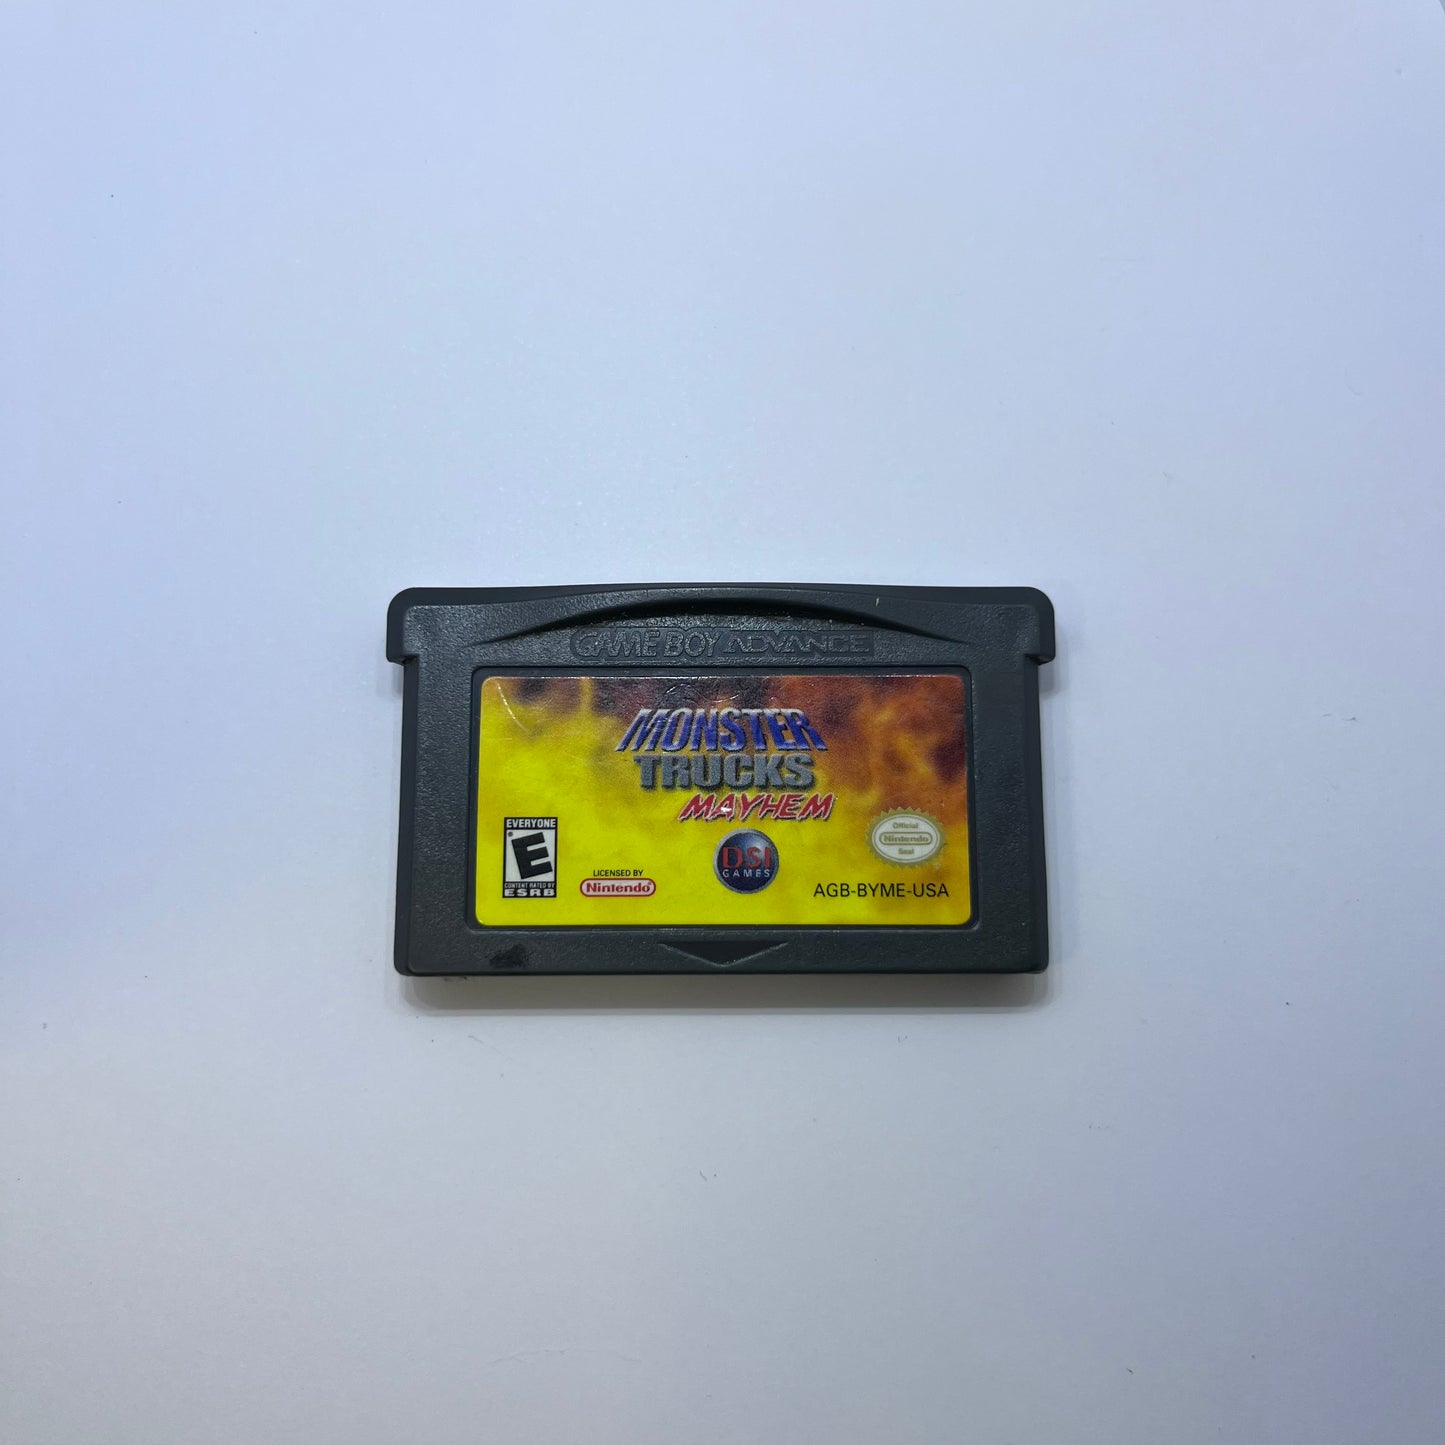 GAME BOY ADVANCE
MONSTER
TRUCKS
MAYHEM
EVERYONE
E
CONTENT RATED BY
ESRB
LICENSED BY
Nintendo
DSI
GAMES
Official
Nintendo
Seal
AGB-BYME-USA